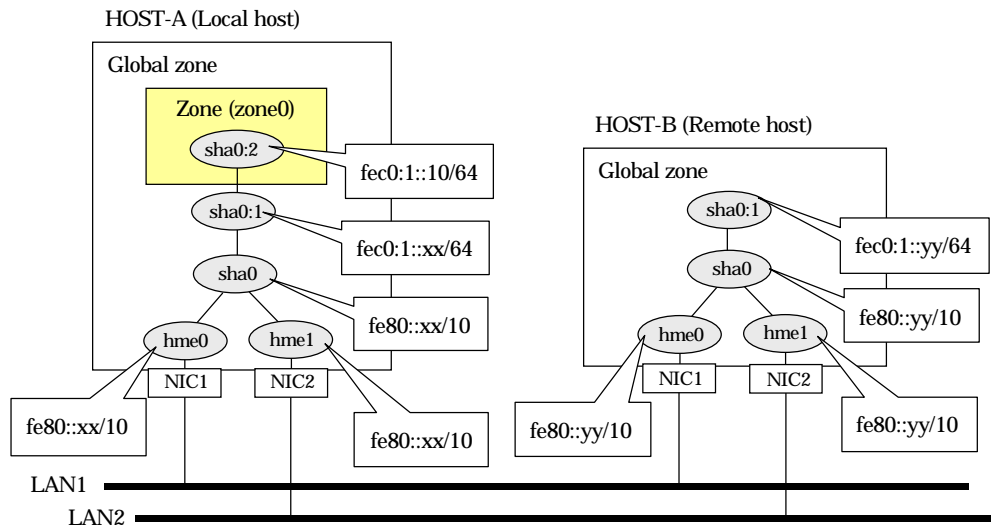 HOST-A (Local host)
Global zone
Zone (zone0)
sha0:2
fec0:1::10/64
sha0:1
fec0:1::xx/64
sha0
fe80::xx/10
hme0
hme1
NIC1
NIC2
fe80::xx/10
fe80::xx/10
HOST-B (Remote host)
Global zone
sha0:1
fec0:1::yy/64
sha0
fe80::yy/10
hme0
hme1
NIC1
NIC2
fe80::yy/10
fe80::yy/10
LAN1
LAN2